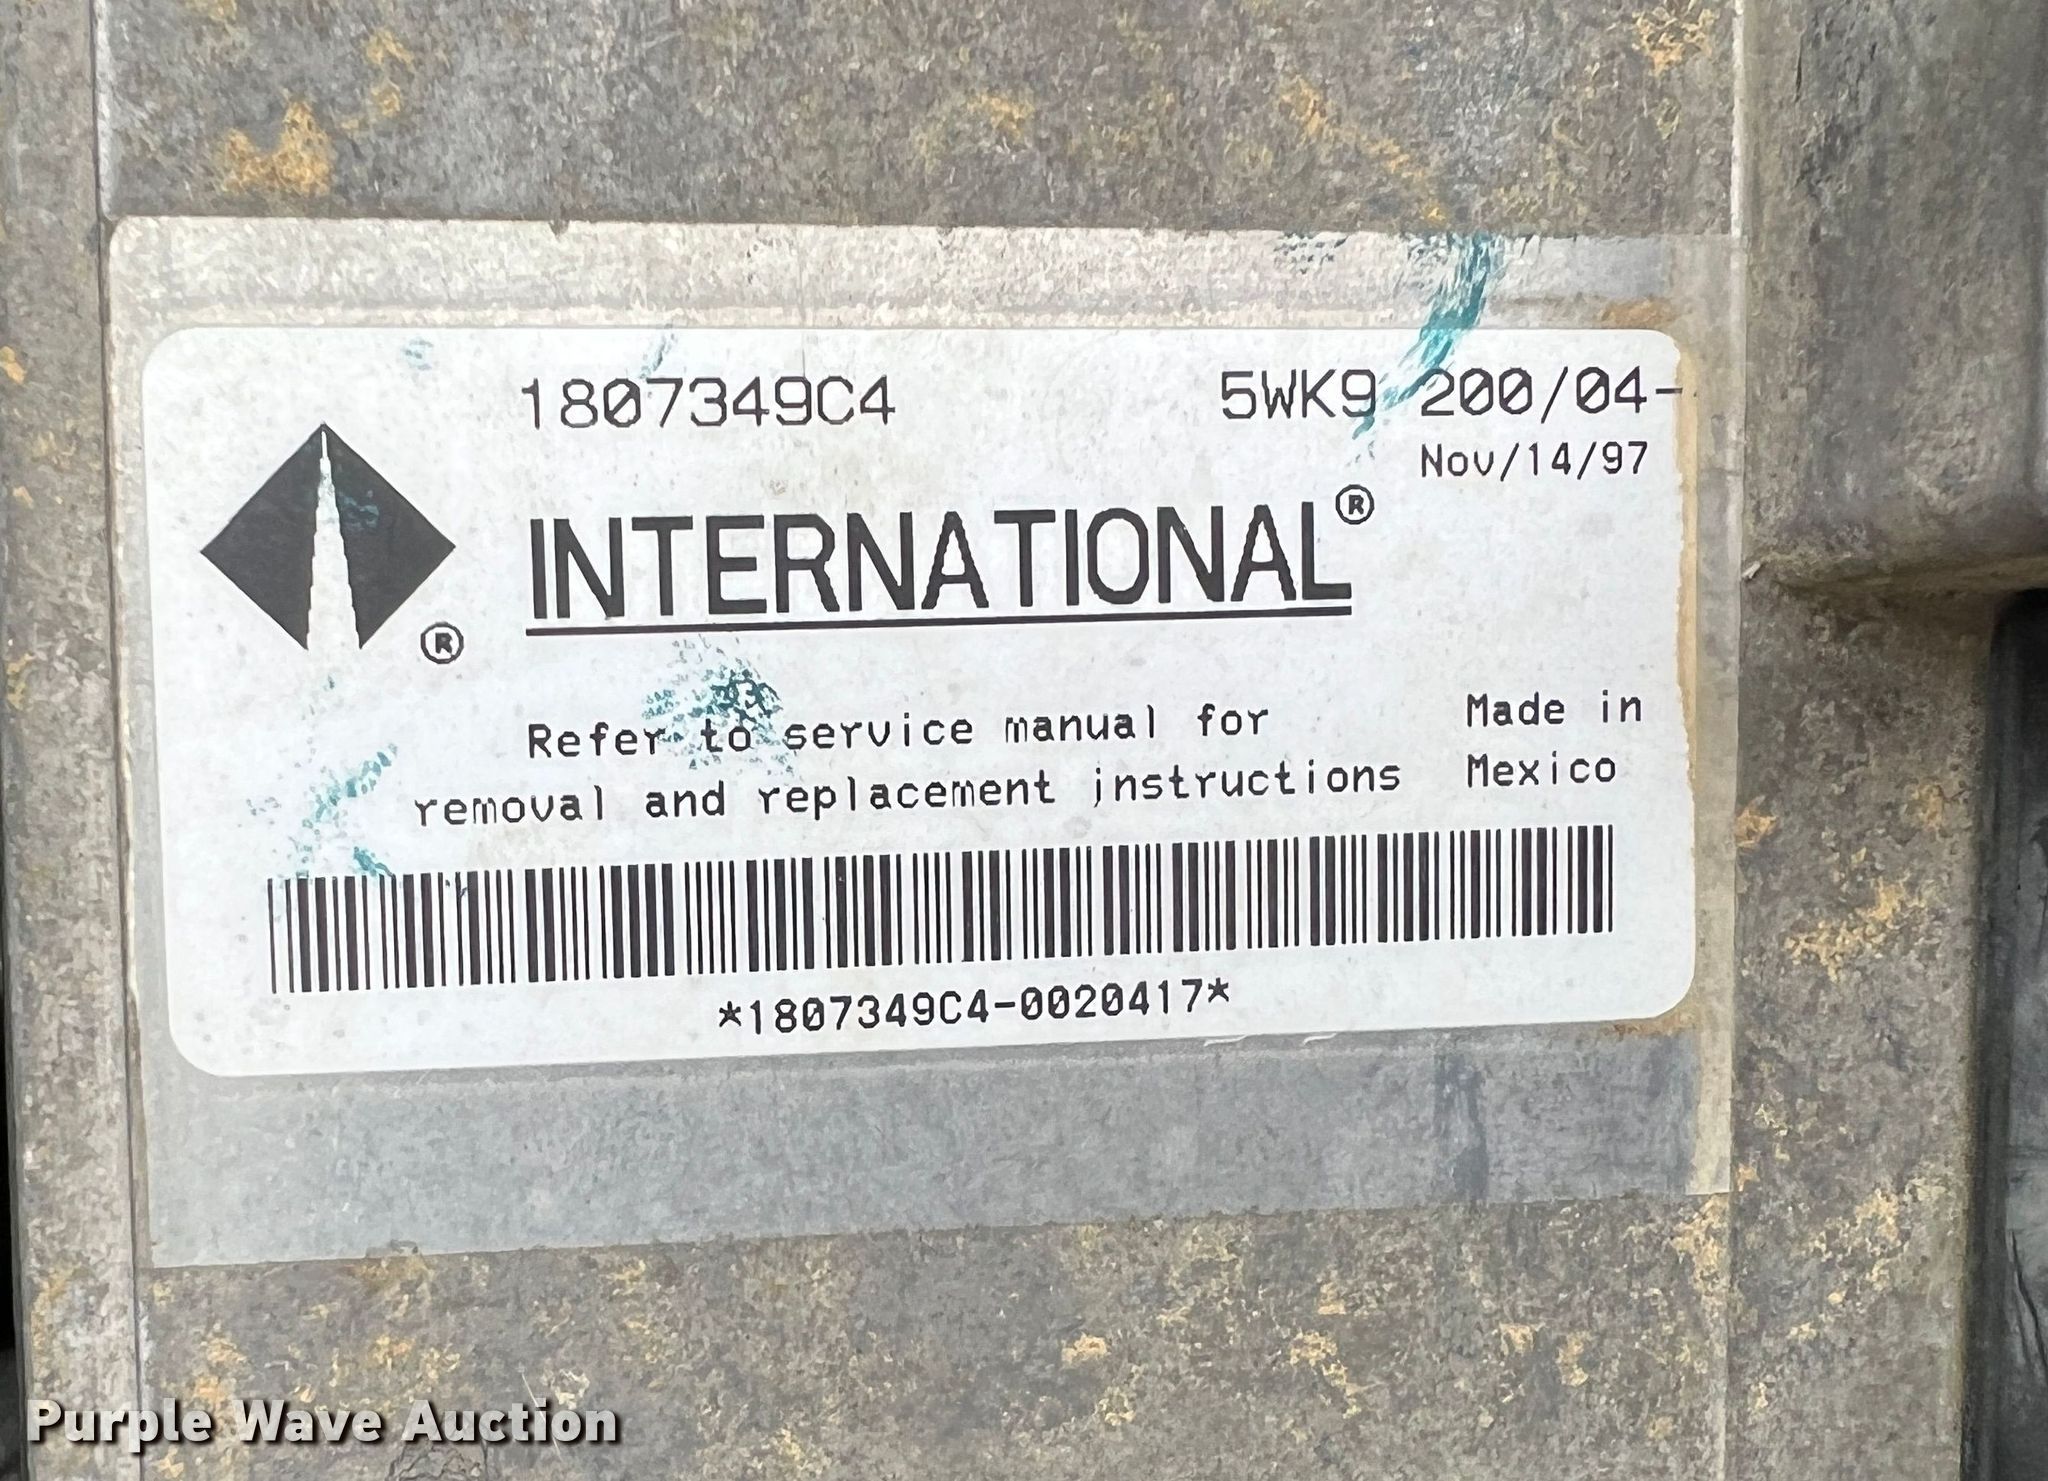 1807349C4 5WK9 200/04-
Nov/14/97
INTERNATIONAL®
®
Refer to service manual for
removal and replacement instructions
Made in
Mexico
*1807349C4-0020417*
Purple Wave Auction